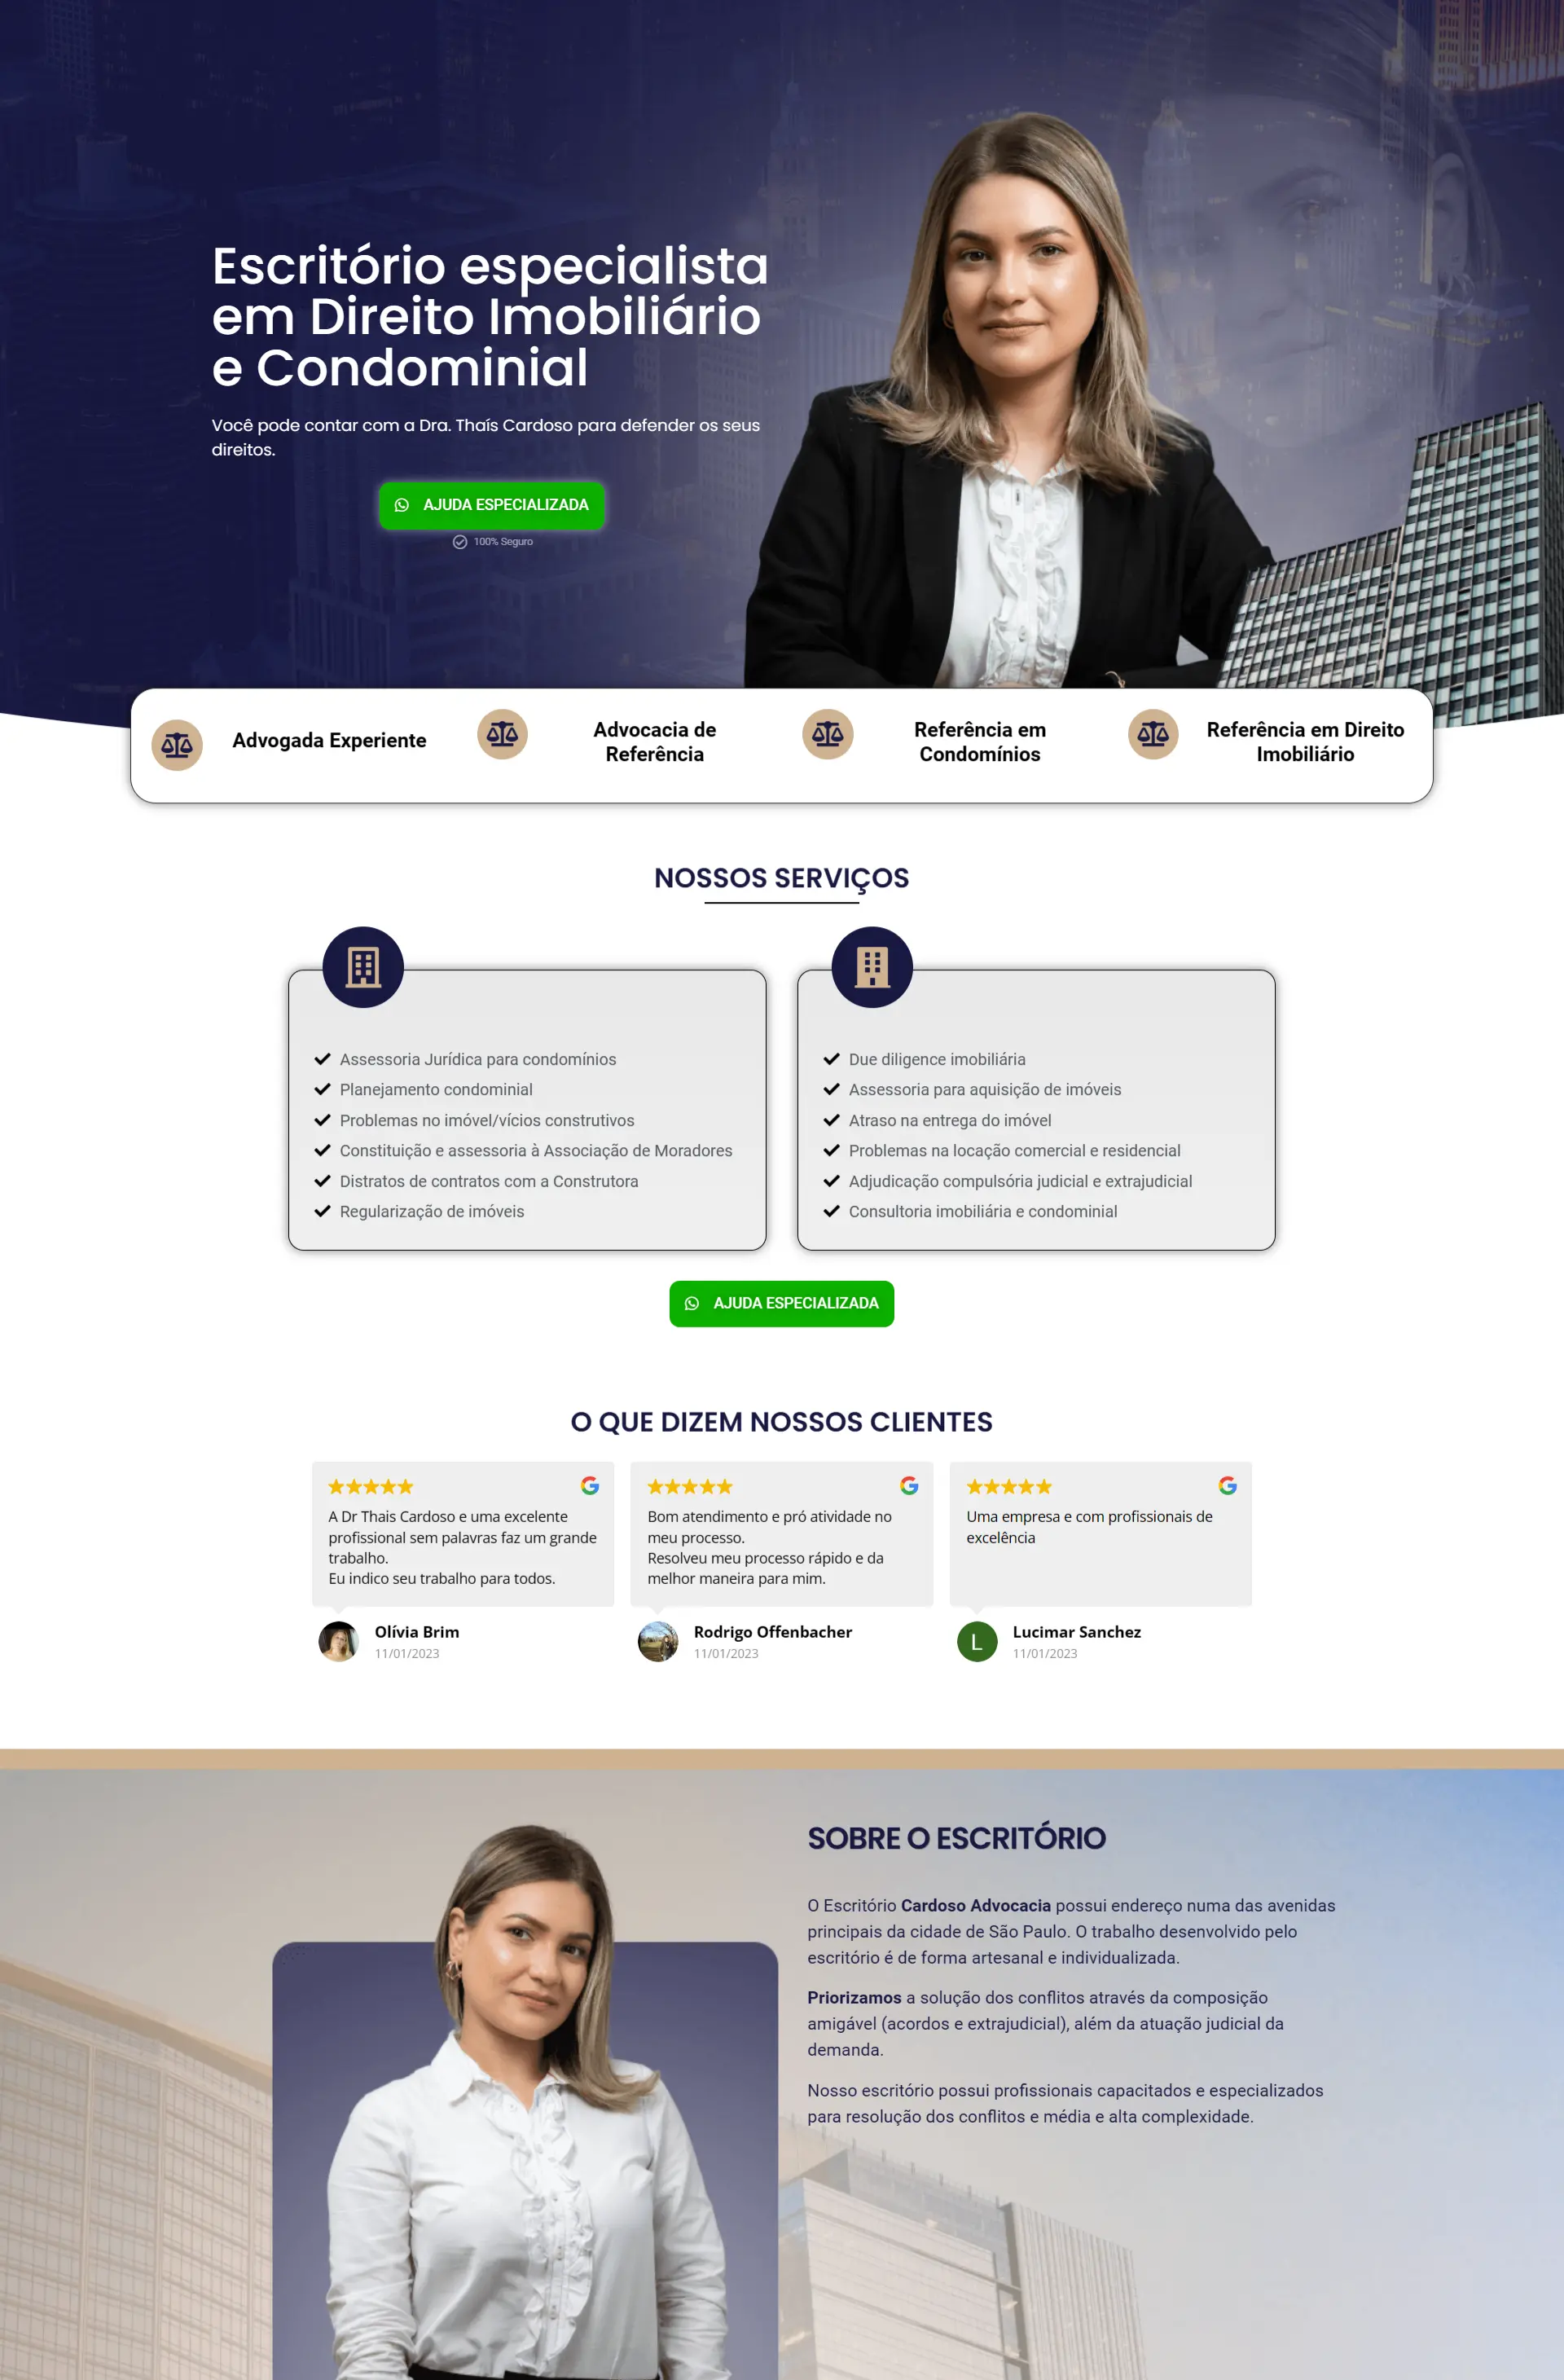 Escritório especialista
em Direito Imobiliário
e Condominial
Você pode contar com a Dra. Thaís Cardoso para defender os seus
direitos.
AJUDA ESPECIALIZADA
100% Seguro
Advogada Experiente
Advocacia de
Referência
Referência em
Condomínios
Referência em Direito
Imobiliário
NOSSOS SERVIÇOS
Assessoria Jurídica para condomínios
Planejamento condominial
Problemas no imóvel/vícios construtivos
Constituição e assessoria à Associação de Moradores
Distratos de contratos com a Construtora
Regularização de imóveis
Due diligence imobiliária
Assessoria para aquisição de imóveis
Atraso na entrega do imóvel
Problemas na locação comercial e residencial
Adjudicação compulsória judicial e extrajudicial
Consultoria imobiliária e condominial
AJUDA ESPECIALIZADA
O QUE DIZEM NOSSOS CLIENTES
A Dr Thais Cardoso e uma excelente
profissional sem palavras faz um grande
trabalho.
Eu indico seu trabalho para todos.
Olívia Brim
11/01/2023
Bom atendimento e pró atividade no
meu processo.
Resolveu meu processo rápido e da
melhor maneira para mim.
Rodrigo Offenbacher
11/01/2023
Uma empresa e com profissionais de
excelência
L
Lucimar Sanchez
11/01/2023
SOBRE O ESCRITÓRIO
O Escritório Cardoso Advocacia possui endereço numa das avenidas
principais da cidade de São Paulo. O trabalho desenvolvido pelo
escritório é de forma artesanal e individualizada.
Priorizamos a solução dos conflitos através da composição
amigável (acordos e extrajudicial), além da atuação judicial da
demanda.
Nosso escritório possui profissionais capacitados e especializados
para resolução dos conflitos e média e alta complexidade.